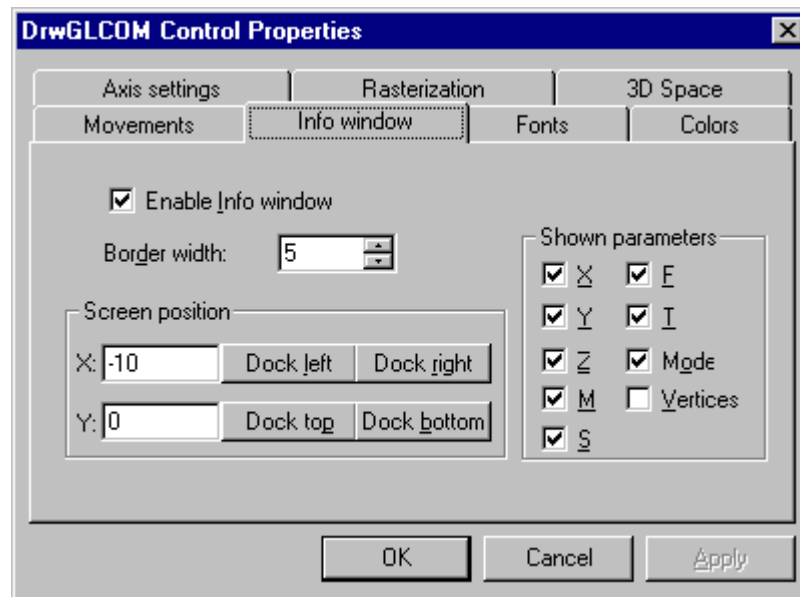 DrwGLCOM Control Properties
Axis settings Rasterization 3D Space
Movements Info window Fonts Colors
Enable Info window
Border width: 5
Screen position
X: -10 Dock left Dock right
Y: 0 Dock top Dock bottom
Shown parameters
X F
Y T
Z Mode
M Vertices
S
OK Cancel Apply